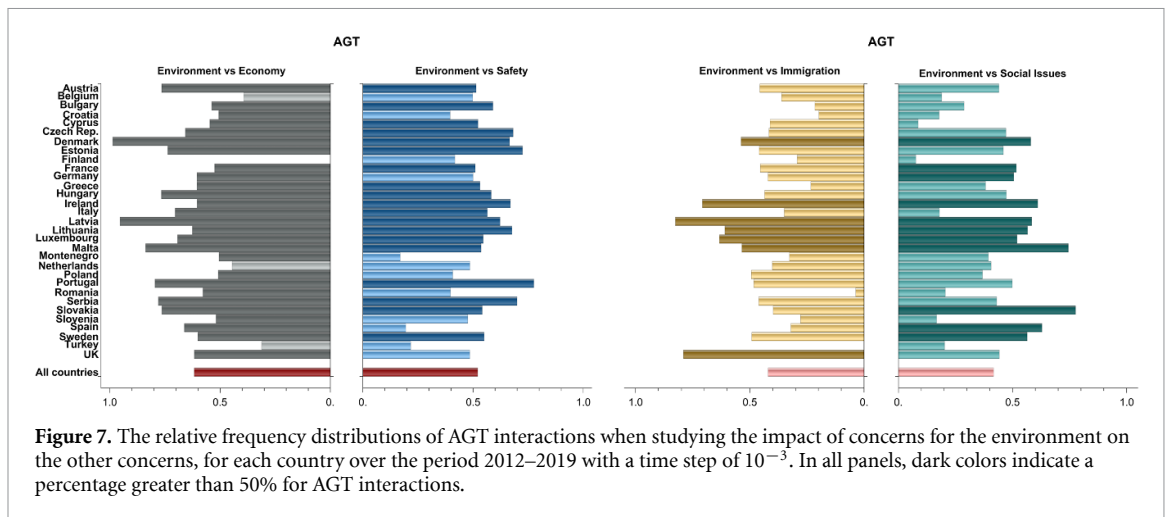 AGT
AGT
Environment vs Economy
Environment vs Safety
Environment vs Immigration
Environment vs Social Issues
Austria
Belgium
Bulgary
Croatia
Cyprus
Czech Rep.
Denmark
Estonia
Finland
France
Germany
Greece
Hungary
Ireland
Italy
Latvia
Lithuania
Luxembourg
Malta
Montenegro
Netherlands
Poland
Portugal
Romania
Serbia
Slovakia
Slovenia
Spain
Sweden
Turkey
UK
All countries
1.0 0.5 0.
0. 0.5 1.0
1.0 0.5 0.
0. 0.5 1.0
Figure 7. The relative frequency distributions of AGT interactions when studying the impact of concerns for the environment on
the other concerns, for each country over the period 2012–2019 with a time step of 10⁻³. In all panels, dark colors indicate a
percentage greater than 50% for AGT interactions.